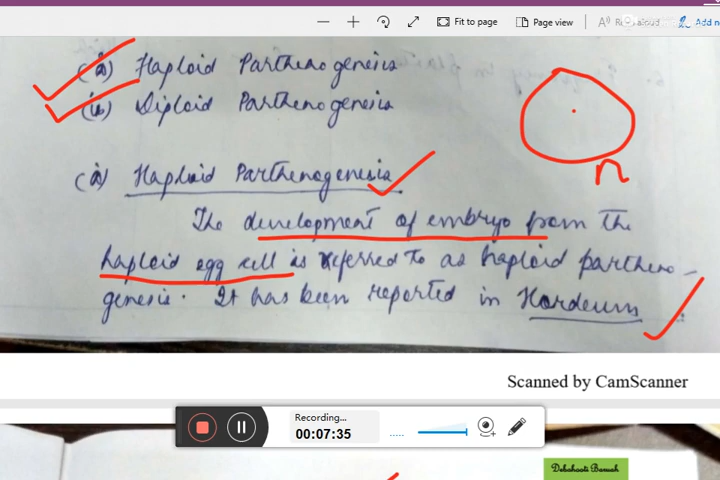 Fit to page
Page view
Add n
(i) Haploid Parthenogenesis
(ii) Diploid Parthenogenesis
n
(i) Haploid Parthenogenesis
The development of embryo from the
haploid egg cell is referred to as haploid partheno-
genesis. It has been reported in Hordeum
Scanned by CamScanner
Recording...
00:07:35
Debahooti Baruah